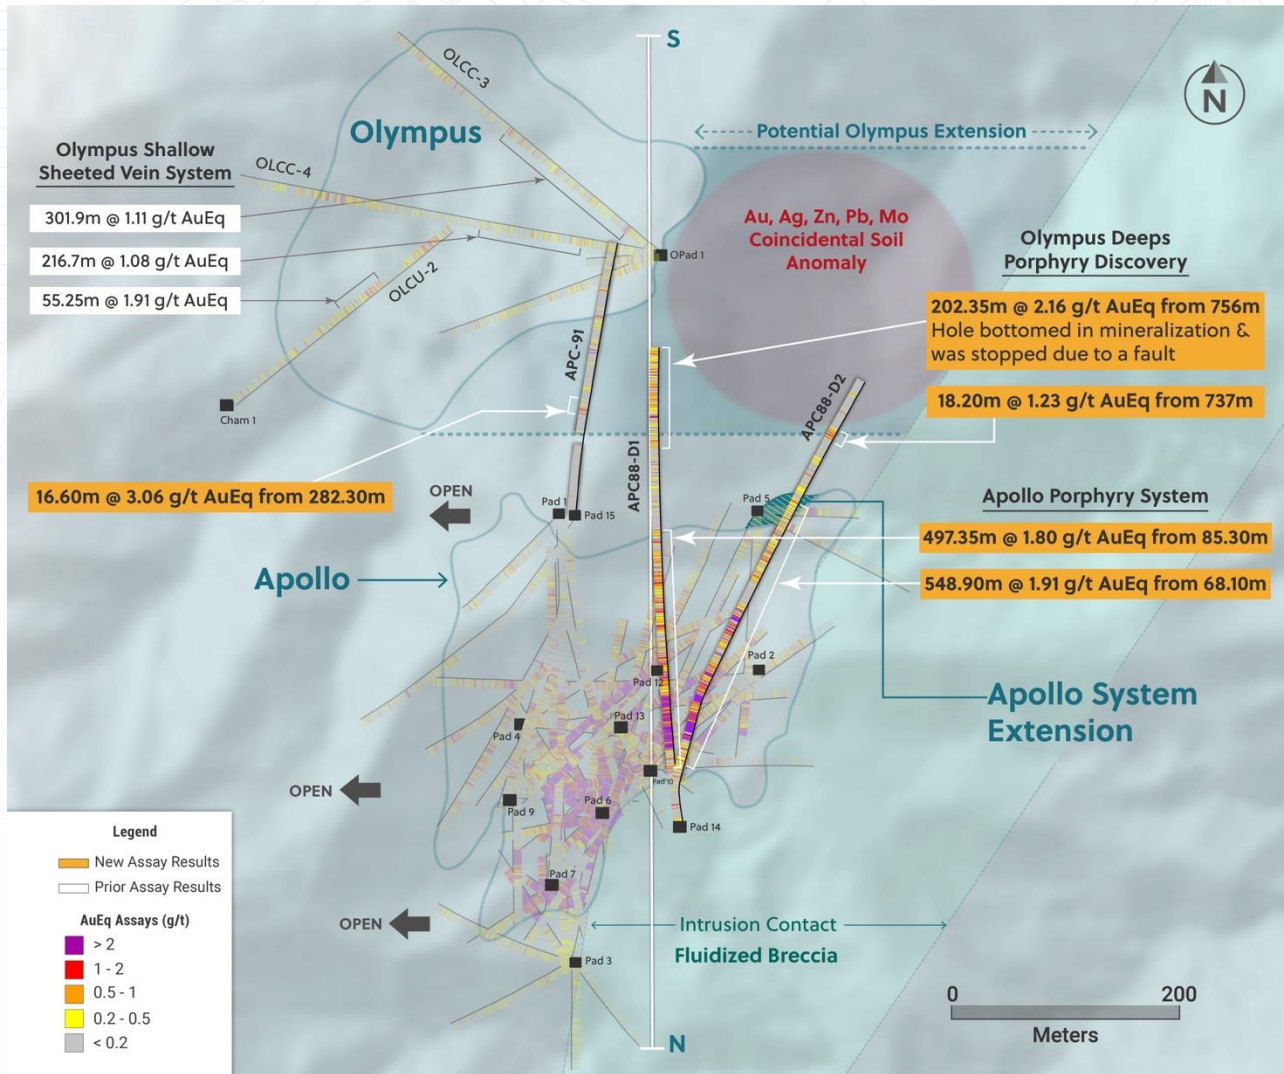 S
N
OLCC-3
Olympus
Potential Olympus Extension
Olympus Shallow
Sheeted Vein System
OLCC-4
301.9m @ 1.11 g/t AuEq
216.7m @ 1.08 g/t AuEq
55.25m @ 1.91 g/t AuEq
OLCU-2
Au, Ag, Zn, Pb, Mo
Coincidental Soil
Anomaly
OPad 1
Olympus Deeps
Porphyry Discovery
202.35m @ 2.16 g/t AuEq from 756m
Hole bottomed in mineralization &
was stopped due to a fault
18.20m @ 1.23 g/t AuEq from 737m
APC-91
APC88-D1
APC88-D2
Cham 1
16.60m @ 3.06 g/t AuEq from 282.30m
OPEN
Pad 1
Pad 15
Pad 5
Apollo Porphyry System
497.35m @ 1.80 g/t AuEq from 85.30m
548.90m @ 1.91 g/t AuEq from 68.10m
Apollo
Pad 2
Pad 12
Apollo System
Extension
Pad 13
Pad 4
Pad 10
OPEN
Pad 9
Pad 6
Pad 14
Pad 7
OPEN
Intrusion Contact
Fluidized Breccia
Pad 3
Legend
New Assay Results
Prior Assay Results
AuEq Assays (g/t)
> 2
1 - 2
0.5 - 1
0.2 - 0.5
< 0.2
0 200
Meters
N